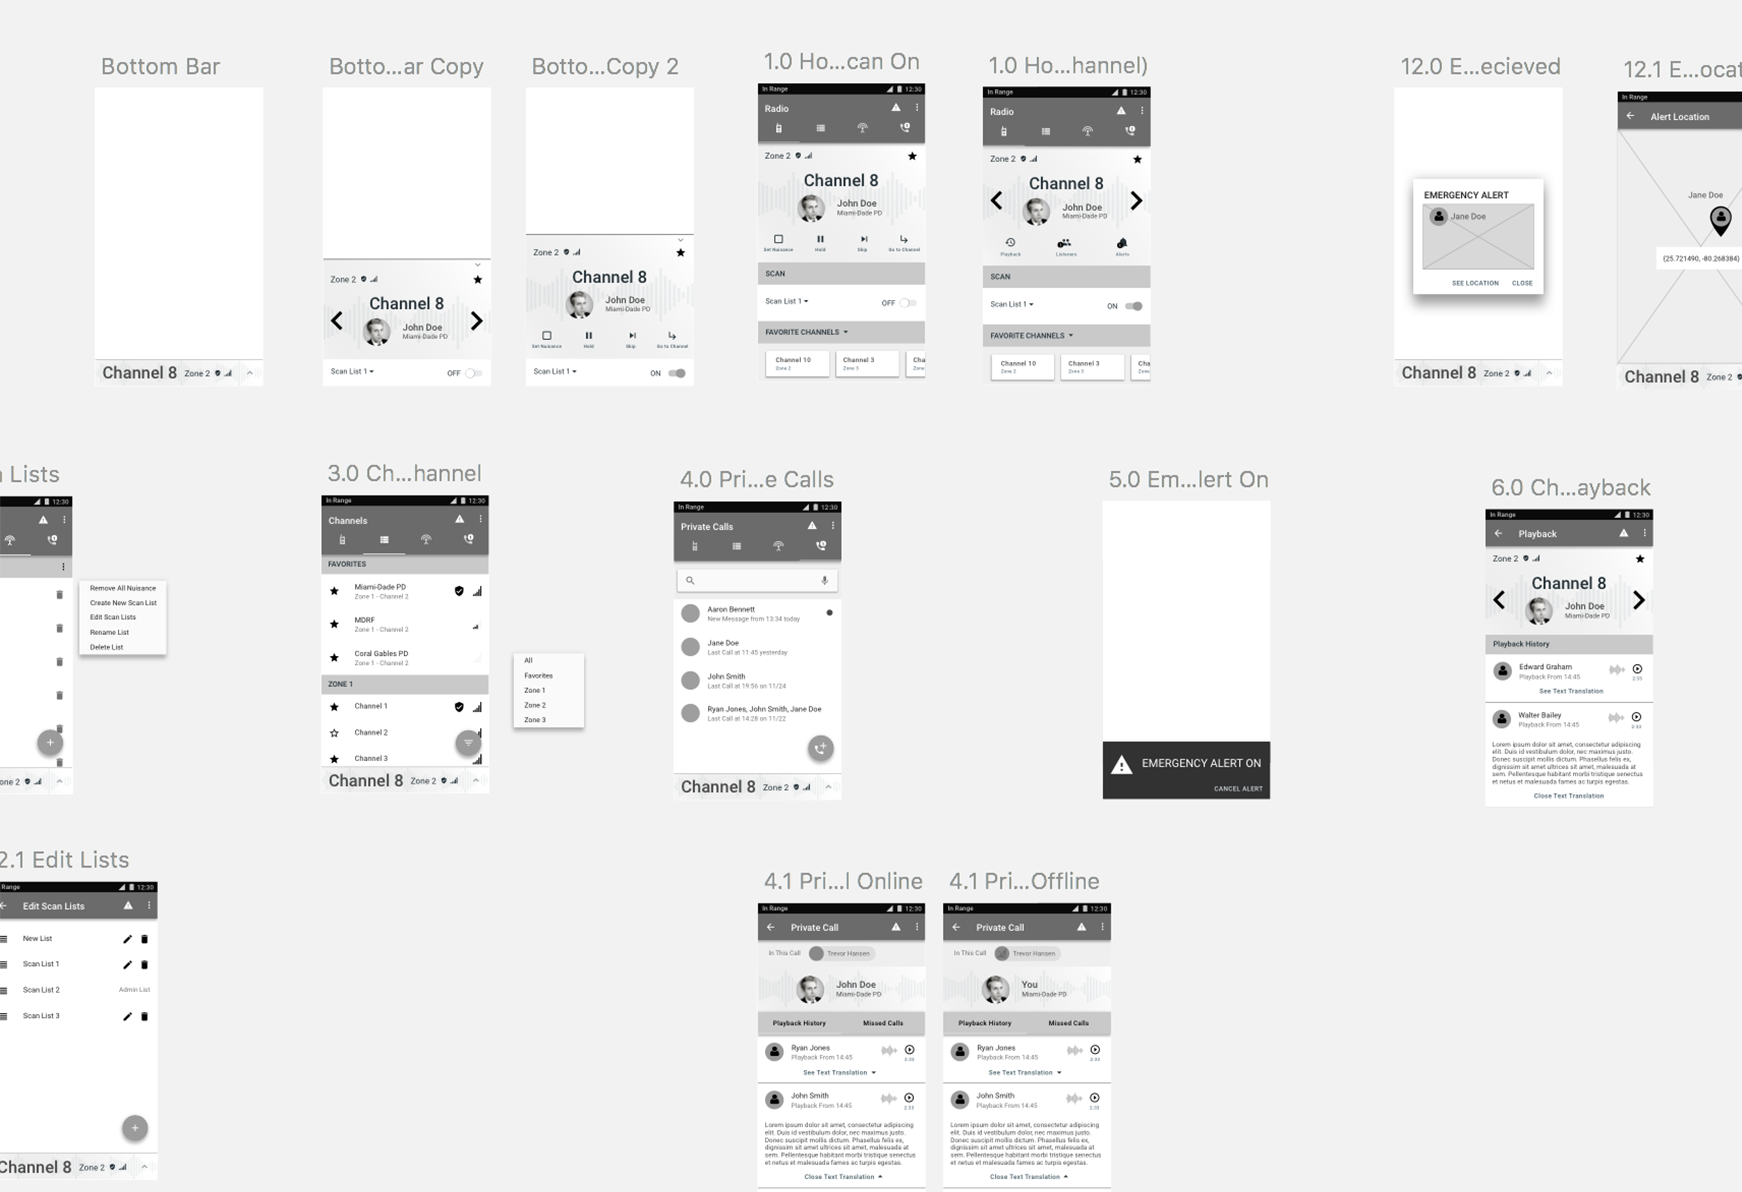 Bottom Bar
Channel 8 Zone 2
Botto...ar Copy
Zone 2
Channel 8
John Doe
Miami-Dade PD
Scan List 1
OFF
Botto...Copy 2
Zone 2
Channel 8
John Doe
Miami-Dade PD
Set Nuisance Hold Skip Go to Channel
Scan List 1
ON
1.0 Ho...can On
In Range 12:30
Radio
Zone 2
Channel 8
John Doe
Miami-Dade PD
Set Nuisance Hold Skip Go to Channel
SCAN
Scan List 1 OFF
FAVORITE CHANNELS
Channel 10 Channel 3 Cha
Zone 2 Zone 3 Zone
1.0 Ho...hannel)
In Range 12:30
Radio
Zone 2
Channel 8
John Doe
Miami-Dade PD
Playback Listeners Alerts
SCAN
Scan List 1 ON
FAVORITE CHANNELS
Channel 10 Channel 3 Cha
Zone 2 Zone 3 Zone
12.0 E...ecieved
EMERGENCY ALERT
Jane Doe
SEE LOCATION CLOSE
Channel 8 Zone 2
12.1 E...ocat
In Range
Alert Location
Jane Doe
(25.721490, -80.268384)
Channel 8 Zone 2
n Lists
12:30
Remove All Nuisance
Create New Scan List
Edit Scan Lists
Rename List
Delete List
one 2
3.0 Ch...hannel
In Range 12:30
Channels
FAVORITES
Miami-Dade PD
Zone 1 - Channel 2
MDRF
Zone 1 - Channel 2
Coral Gables PD
Zone 1 - Channel 2
ZONE 1
Channel 1
Channel 2
Channel 3
Channel 8 Zone 2
All
Favorites
Zone 1
Zone 2
Zone 3
4.0 Pri...e Calls
In Range 12:30
Private Calls
Aaron Bennett
New Message from 13:34 today
Jane Doe
Last Call at 11:45 yesterday
John Smith
Last Call at 19:56 on 11/24
Ryan Jones, John Smith, Jane Doe
Last Call at 14:28 on 11/22
Channel 8 Zone 2
5.0 Em...lert On
EMERGENCY ALERT ON
CANCEL ALERT
6.0 Ch...ayback
In Range 12:30
Playback
Zone 2
Channel 8
John Doe
Miami-Dade PD
Playback History
Edward Graham
Playback From 14:45
See Text Translation
Walter Bailey
Playback From 14:45
Lorem ipsum dolor sit amet, consectetur adipiscing
elit. Duis id vestibulum justo, nec maximus justo.
Donec suscipit mollis dictum. Phasellus felis ex,
dignissim sit amet ultrices sit amet, malesuada at
sem. Pellentesque habitant morbi tristique senectus
et netus et malesuada fames ac turpis egestas.
Close Text Translation
2.1 Edit Lists
Range 12:30
Edit Scan Lists
New List
Scan List 1
Scan List 2 Admin List
Scan List 3
Channel 8 Zone 2
4.1 Pri...l Online
In Range 12:30
Private Call
In This Call Trevor Hansen
John Doe
Miami-Dade PD
Playback History Missed Calls
Ryan Jones
Playback From 14:45
See Text Translation
John Smith
Playback From 14:45
Lorem ipsum dolor sit amet, consectetur adipiscing
elit. Duis id vestibulum justo, nec maximus justo.
Donec suscipit mollis dictum. Phasellus felis ex,
dignissim sit amet ultrices sit amet, malesuada at
sem. Pellentesque habitant morbi tristique senectus
et netus et malesuada fames ac turpis egestas.
Close Text Translation
4.1 Pri...Offline
In Range 12:30
Private Call
In This Call Trevor Hansen
You
Miami-Dade PD
Playback History Missed Calls
Ryan Jones
Playback From 14:45
See Text Translation
John Smith
Playback From 14:45
Lorem ipsum dolor sit amet, consectetur adipiscing
elit. Duis id vestibulum justo, nec maximus justo.
Donec suscipit mollis dictum. Phasellus felis ex,
dignissim sit amet ultrices sit amet, malesuada at
sem. Pellentesque habitant morbi tristique senectus
et netus et malesuada fames ac turpis egestas.
Close Text Translation